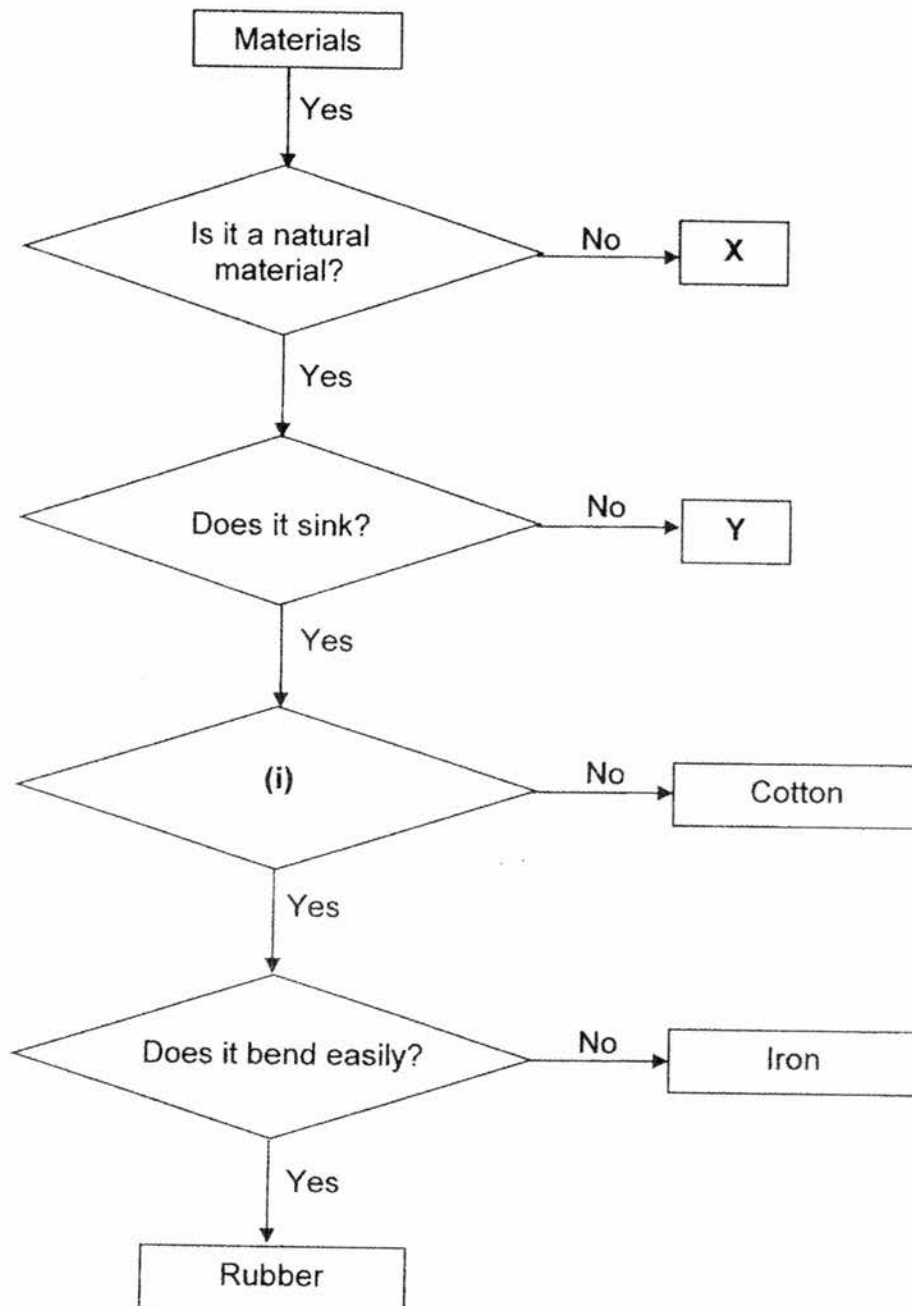 Materials
Yes
Is it a natural
material?
No
X
Yes
Does it sink?
No
Y
Yes
(i)
No
Cotton
Yes
Does it bend easily?
No
Iron
Yes
Rubber